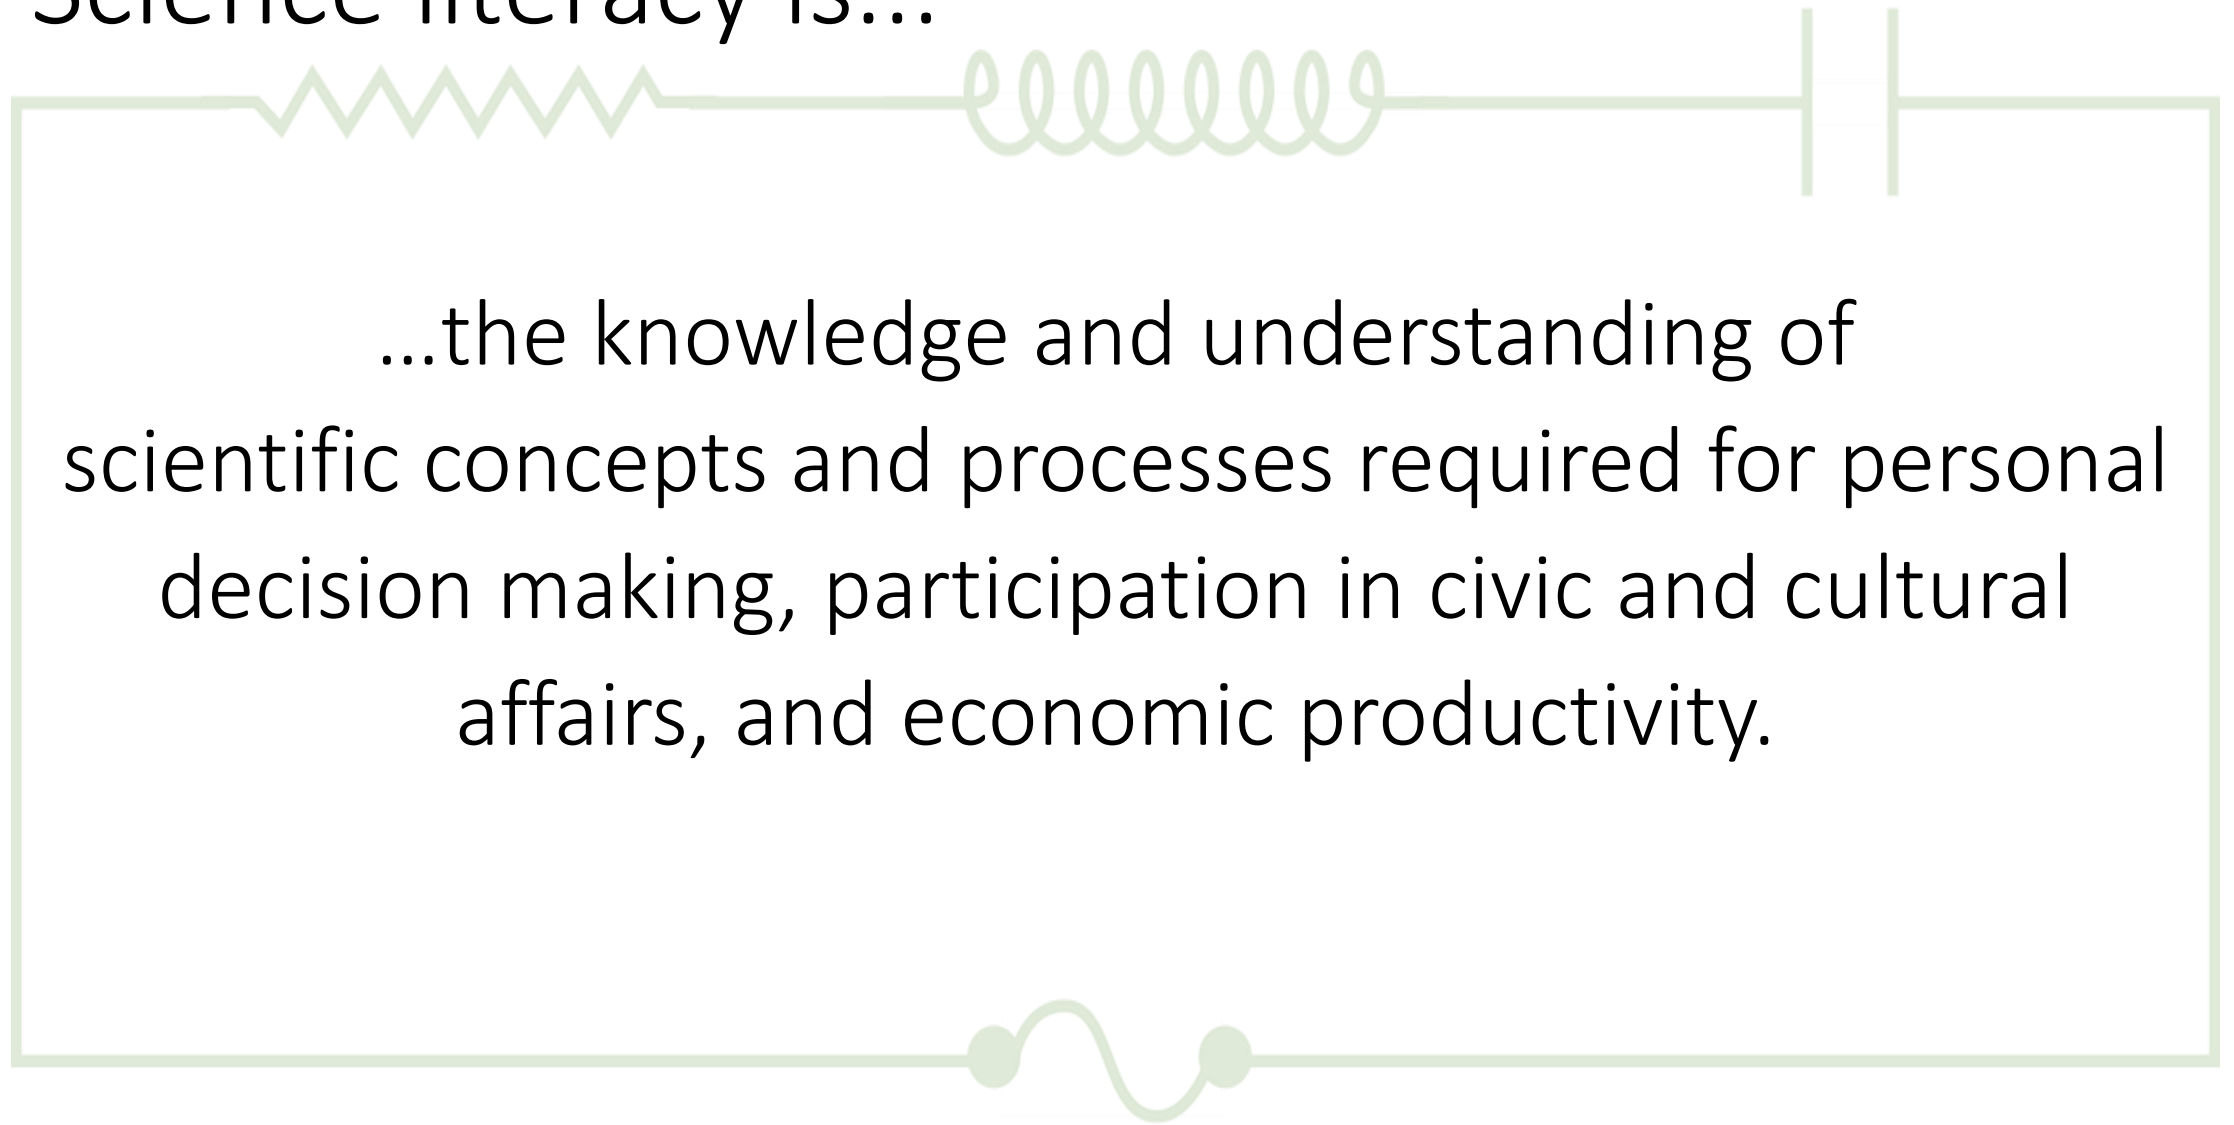 Science literacy is...
...the knowledge and understanding of
scientific concepts and processes required for personal
decision making, participation in civic and cultural
affairs, and economic productivity.